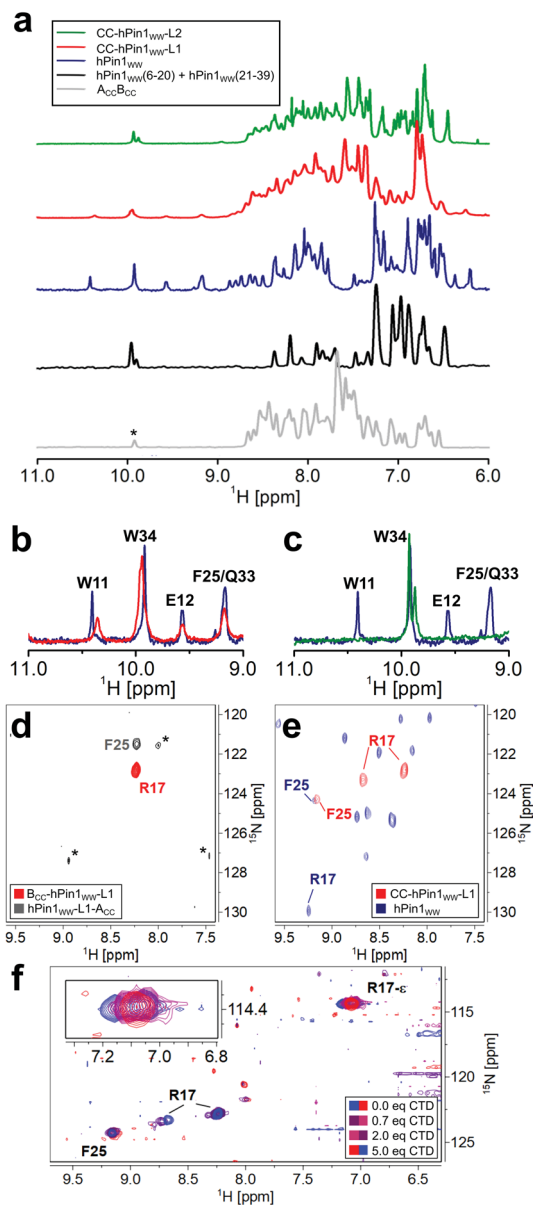 a
CC-hPin1WW-L2
CC-hPin1WW-L1
hPin1WW
hPin1WW(6-20) + hPin1WW(21-39)
ACCBCC
*
11.0 10.0 9.0 8.0 7.0 6.0
1H [ppm]
b
W34
W11
E12
F25/Q33
11.0 10.0 9.0
1H [ppm]
c
W34
W11
E12
F25/Q33
11.0 10.0 9.0
1H [ppm]
d
F25
*
R17
*
*
120
122
124
126
128
130
15N [ppm]
BCC-hPin1WW-L1
hPin1WW-L1-ACC
9.5 9.0 8.5 8.0 7.5
1H [ppm]
e
R17
F25
F25
R17
120
122
124
126
128
130
15N [ppm]
CC-hPin1WW-L1
hPin1WW
9.5 9.0 8.5 8.0 7.5
1H [ppm]
f
R17-ε
114.4
7.2 7.0 6.8
R17
F25
115
120
125
15N [ppm]
0.0 eq CTD
0.7 eq CTD
2.0 eq CTD
5.0 eq CTD
9.5 9.0 8.5 8.0 7.5 7.0 6.5
1H [ppm]